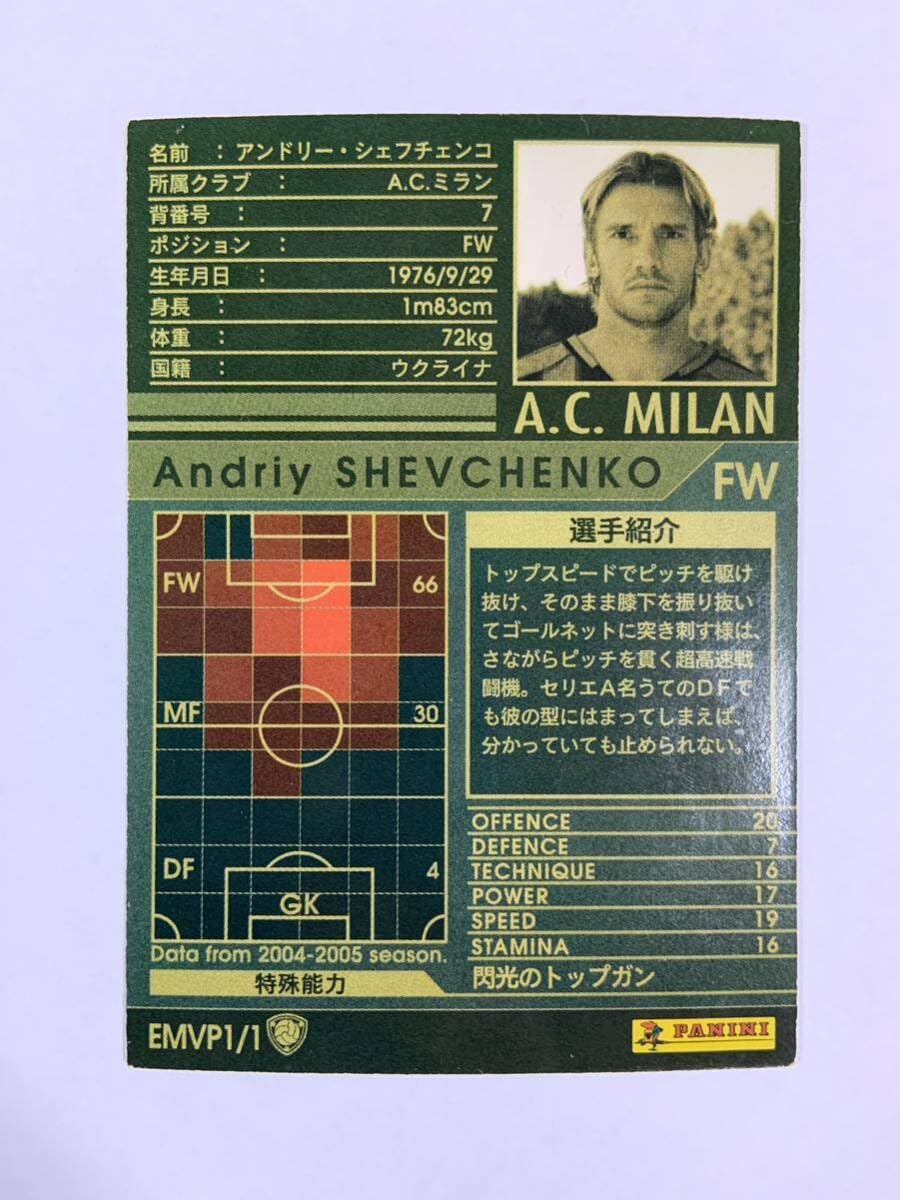 名前 : アンドリー・シェフチェンコ
所属クラブ : A.C.ミラン
背番号 : 7
ポジション : FW
生年月日 : 1976/9/29
身長 : 1m83cm
体重 : 72kg
国籍 : ウクライナ
A.C. MILAN
Andriy SHEVCHENKO
FW
FW 66
MF 30
DF 4
GK
Data from 2004-2005 season.
選手紹介
トップスピードでピッチを駆け
抜け、そのまま膝下を振り抜い
てゴールネットに突き刺す様は、
さながらピッチを貫く超高速戦
闘機。セリエA名うてのDFで
も彼の型にはまってしまえば、
分かっていても止められない。
OFFENCE 20
DEFENCE 7
TECHNIQUE 16
POWER 17
SPEED 19
STAMINA 16
特殊能力 閃光のトップガン
EMVP1/1
PANINI